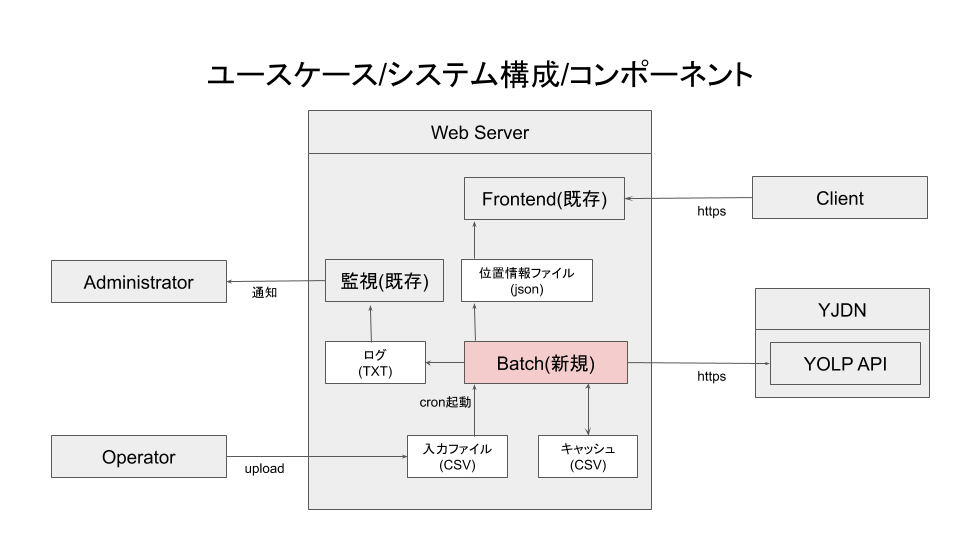 ユースケース/システム構成/コンポーネント
Web Server
Frontend(既存)
Client
https
Administrator
通知
監視(既存)
位置情報ファイル
(json)
YJDN
YOLP API
ログ
(TXT)
Batch(新規)
https
cron起動
Operator
upload
入力ファイル
(CSV)
キャッシュ
(CSV)